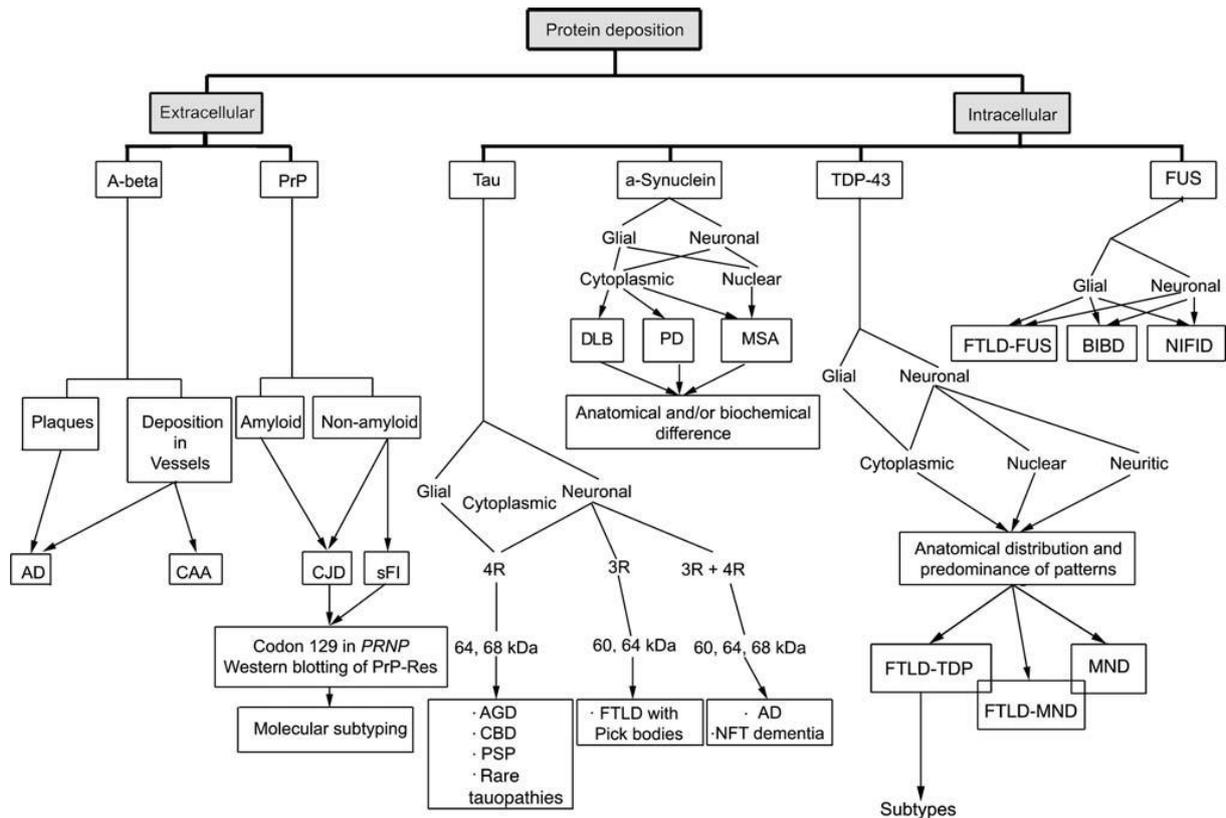 Protein deposition
Extracellular
Intracellular
A-beta
PrP
Tau
a-Synuclein
TDP-43
FUS
Glial
Neuronal
Cytoplasmic
Nuclear
Glial
Neuronal
DLB
PD
MSA
FTLD-FUS
BIBD
NIFID
Glial
Neuronal
Plaques
Deposition
in
Vessels
Amyloid
Non-amyloid
Anatomical and/or biochemical
difference
Cytoplasmic
Nuclear
Neuritic
Glial
Cytoplasmic
Neuronal
AD
CAA
CJD
sFI
4R
3R
3R + 4R
Anatomical distribution and
predominance of patterns
Codon 129 in PRNP
Western blotting of PrP-Res
64, 68 kDa
60, 64 kDa
60, 64, 68 kDa
FTLD-TDP
MND
FTLD-MND
Molecular subtyping
· AGD
· CBD
· PSP
· Rare
tauopathies
· FTLD with
Pick bodies
· AD
·NFT dementia
Subtypes